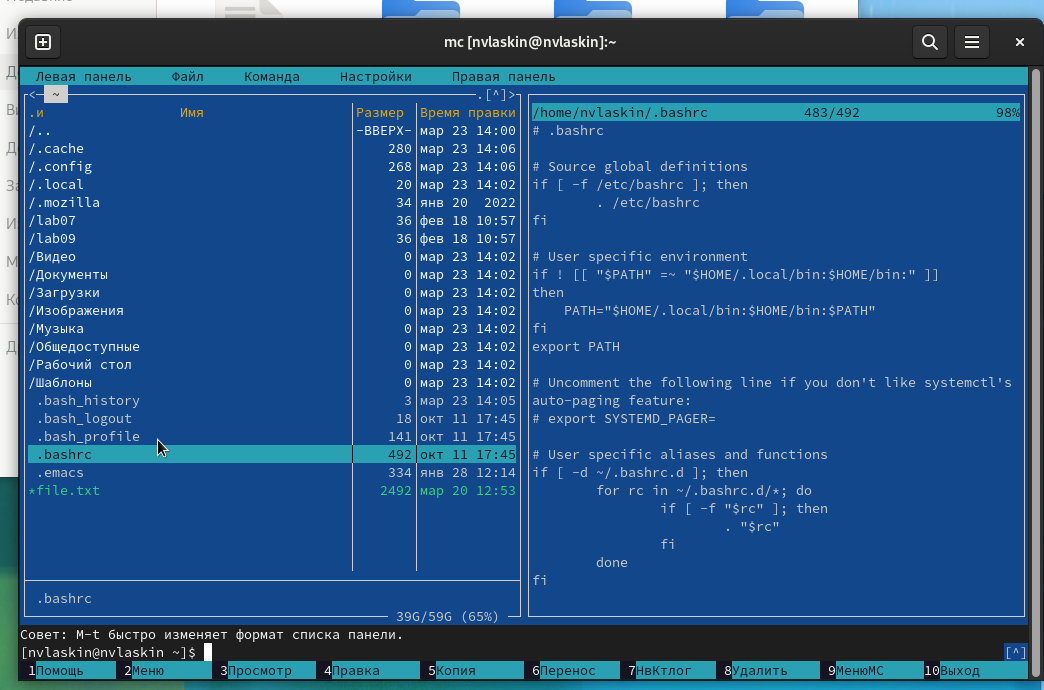 mc [nvlaskin@nvlaskin]:~
Левая панель Файл Команда Настройки Правая панель
<─ ~ .[^]>
.и Имя Размер Время правки
/.. -ВВЕРХ- мар 23 14:00
/.cache 280 мар 23 14:06
/.config 268 мар 23 14:06
/.local 20 мар 23 14:02
/.mozilla 34 янв 20 2022
/lab07 36 фев 18 10:57
/lab09 36 фев 18 10:57
/Видео 0 мар 23 14:02
/Документы 0 мар 23 14:02
/Загрузки 0 мар 23 14:02
/Изображения 0 мар 23 14:02
/Музыка 0 мар 23 14:02
/Общедоступные 0 мар 23 14:02
/Рабочий стол 0 мар 23 14:02
/Шаблоны 0 мар 23 14:02
.bash_history 3 мар 23 14:05
.bash_logout 18 окт 11 17:45
.bash_profile 141 окт 11 17:45
.bashrc 492 окт 11 17:45
.emacs 334 янв 28 12:14
*file.txt 2492 мар 20 12:53
.bashrc
39G/59G (65%)
/home/nvlaskin/.bashrc 483/492 98%
# .bashrc
# Source global definitions
if [ -f /etc/bashrc ]; then
. /etc/bashrc
fi
# User specific environment
if ! [[ "$PATH" =~ "$HOME/.local/bin:$HOME/bin:" ]]
then
PATH="$HOME/.local/bin:$HOME/bin:$PATH"
fi
export PATH
# Uncomment the following line if you don't like systemctl's
auto-paging feature:
# export SYSTEMD_PAGER=
# User specific aliases and functions
if [ -d ~/.bashrc.d ]; then
for rc in ~/.bashrc.d/*; do
if [ -f "$rc" ]; then
. "$rc"
fi
done
fi
Совет: M-t быстро изменяет формат списка панели.
[nvlaskin@nvlaskin ~]$ [^]
1Помощь 2Меню 3Просмотр 4Правка 5Копия 6Перенос 7НвКтлог 8Удалить 9МенюМС 10Выход